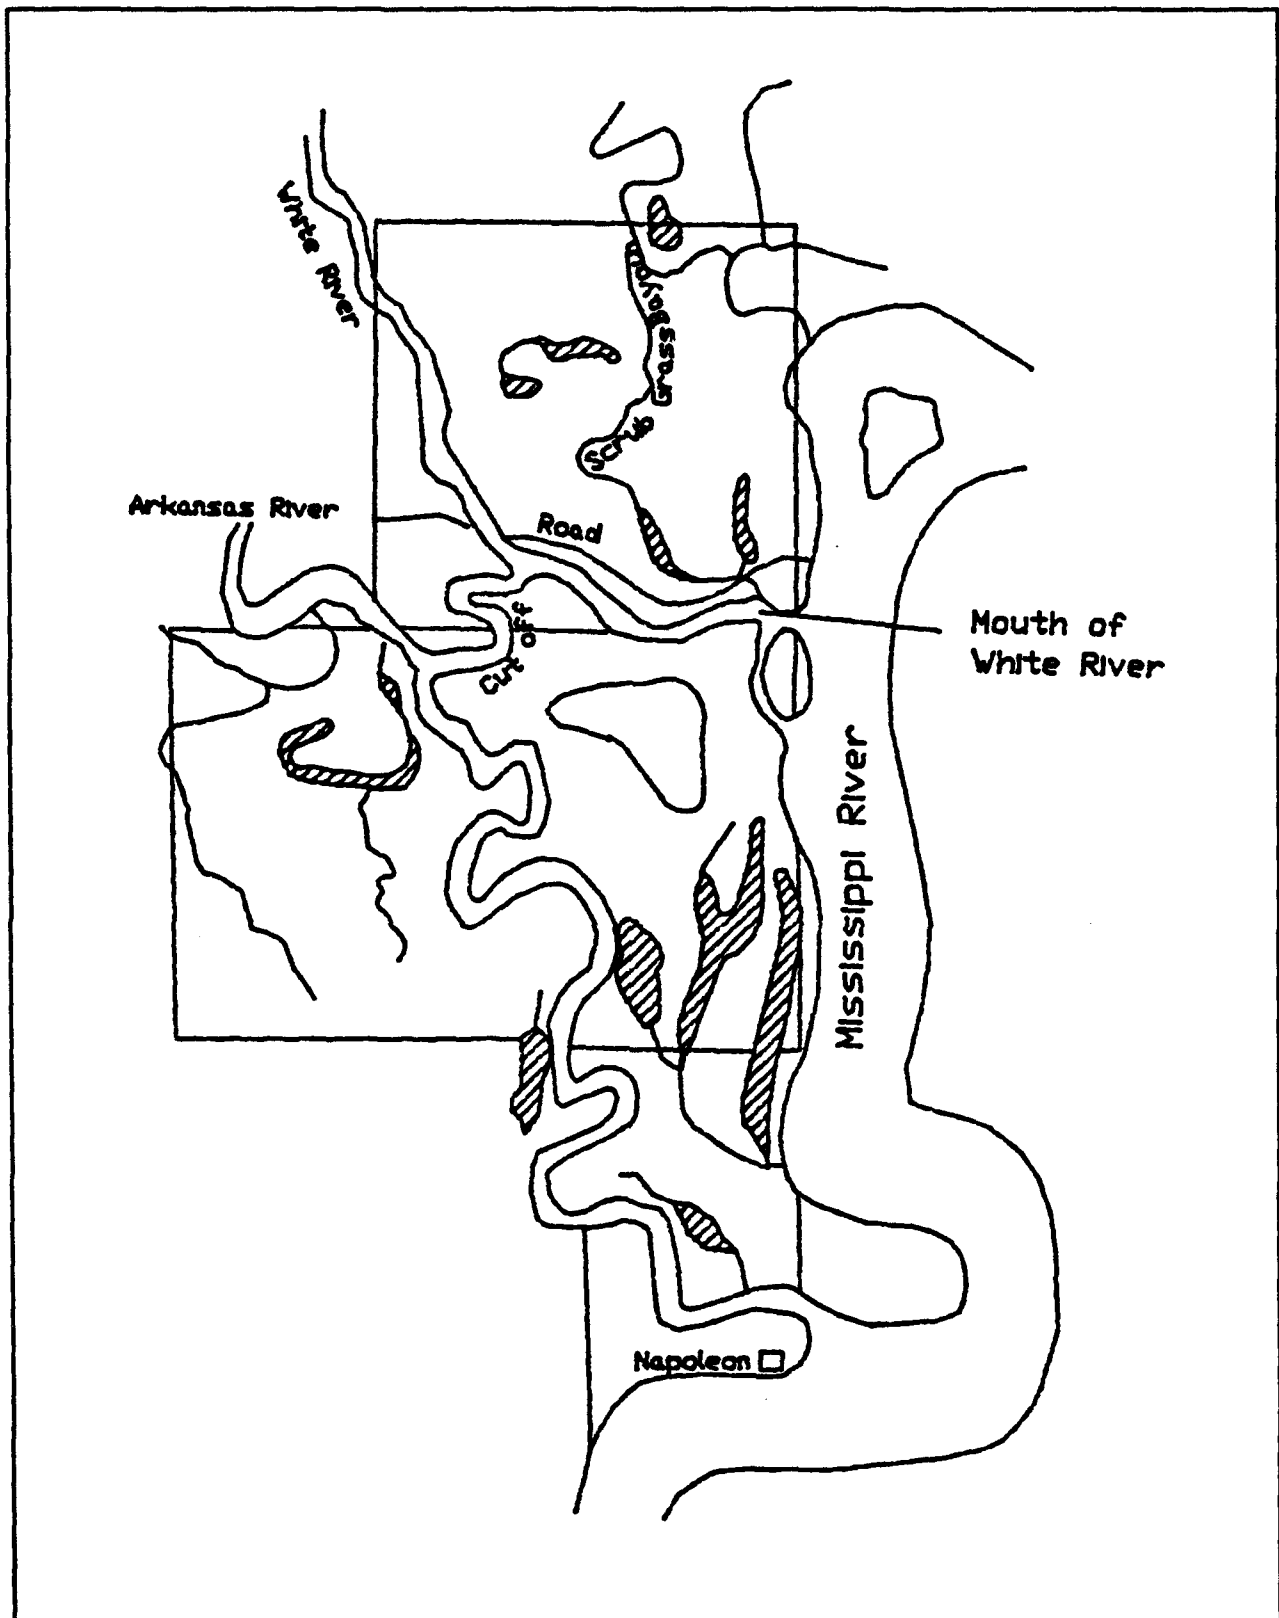 White River
Scrub Grass Bayou
Arkansas River
Road
Cut off
Mouth of
White River
Mississippi River
Napoleon